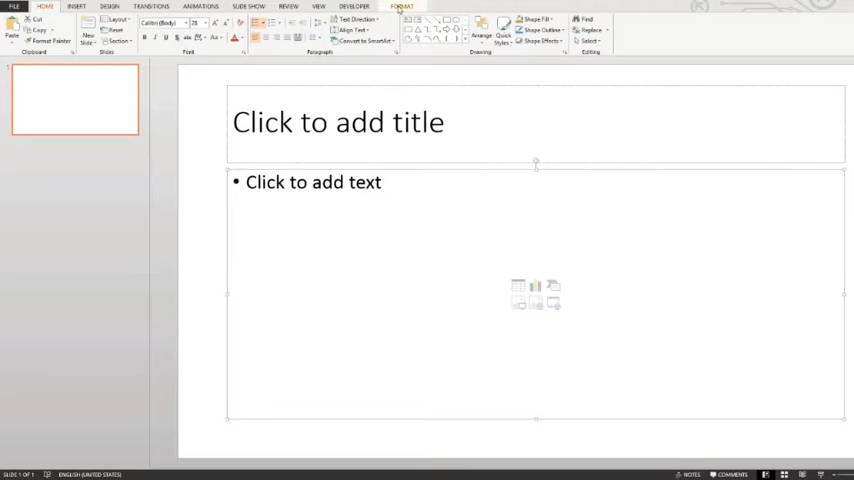 FILE HOME INSERT DESIGN TRANSITIONS ANIMATIONS SLIDE SHOW REVIEW VIEW DEVELOPER FORMAT
Cut Layout Calibri (Body) 28 Text Direction Shape Fill Find
Copy Reset Align Text Shape Outline Replace
Paste Format Painter New Slide Section Convert to SmartArt Arrange Quick Styles Shape Effects Select
Clipboard Slides Font Paragraph Drawing Editing
1
Click to add title
• Click to add text
SLIDE 1 OF 1 ENGLISH (UNITED STATES) NOTES COMMENTS